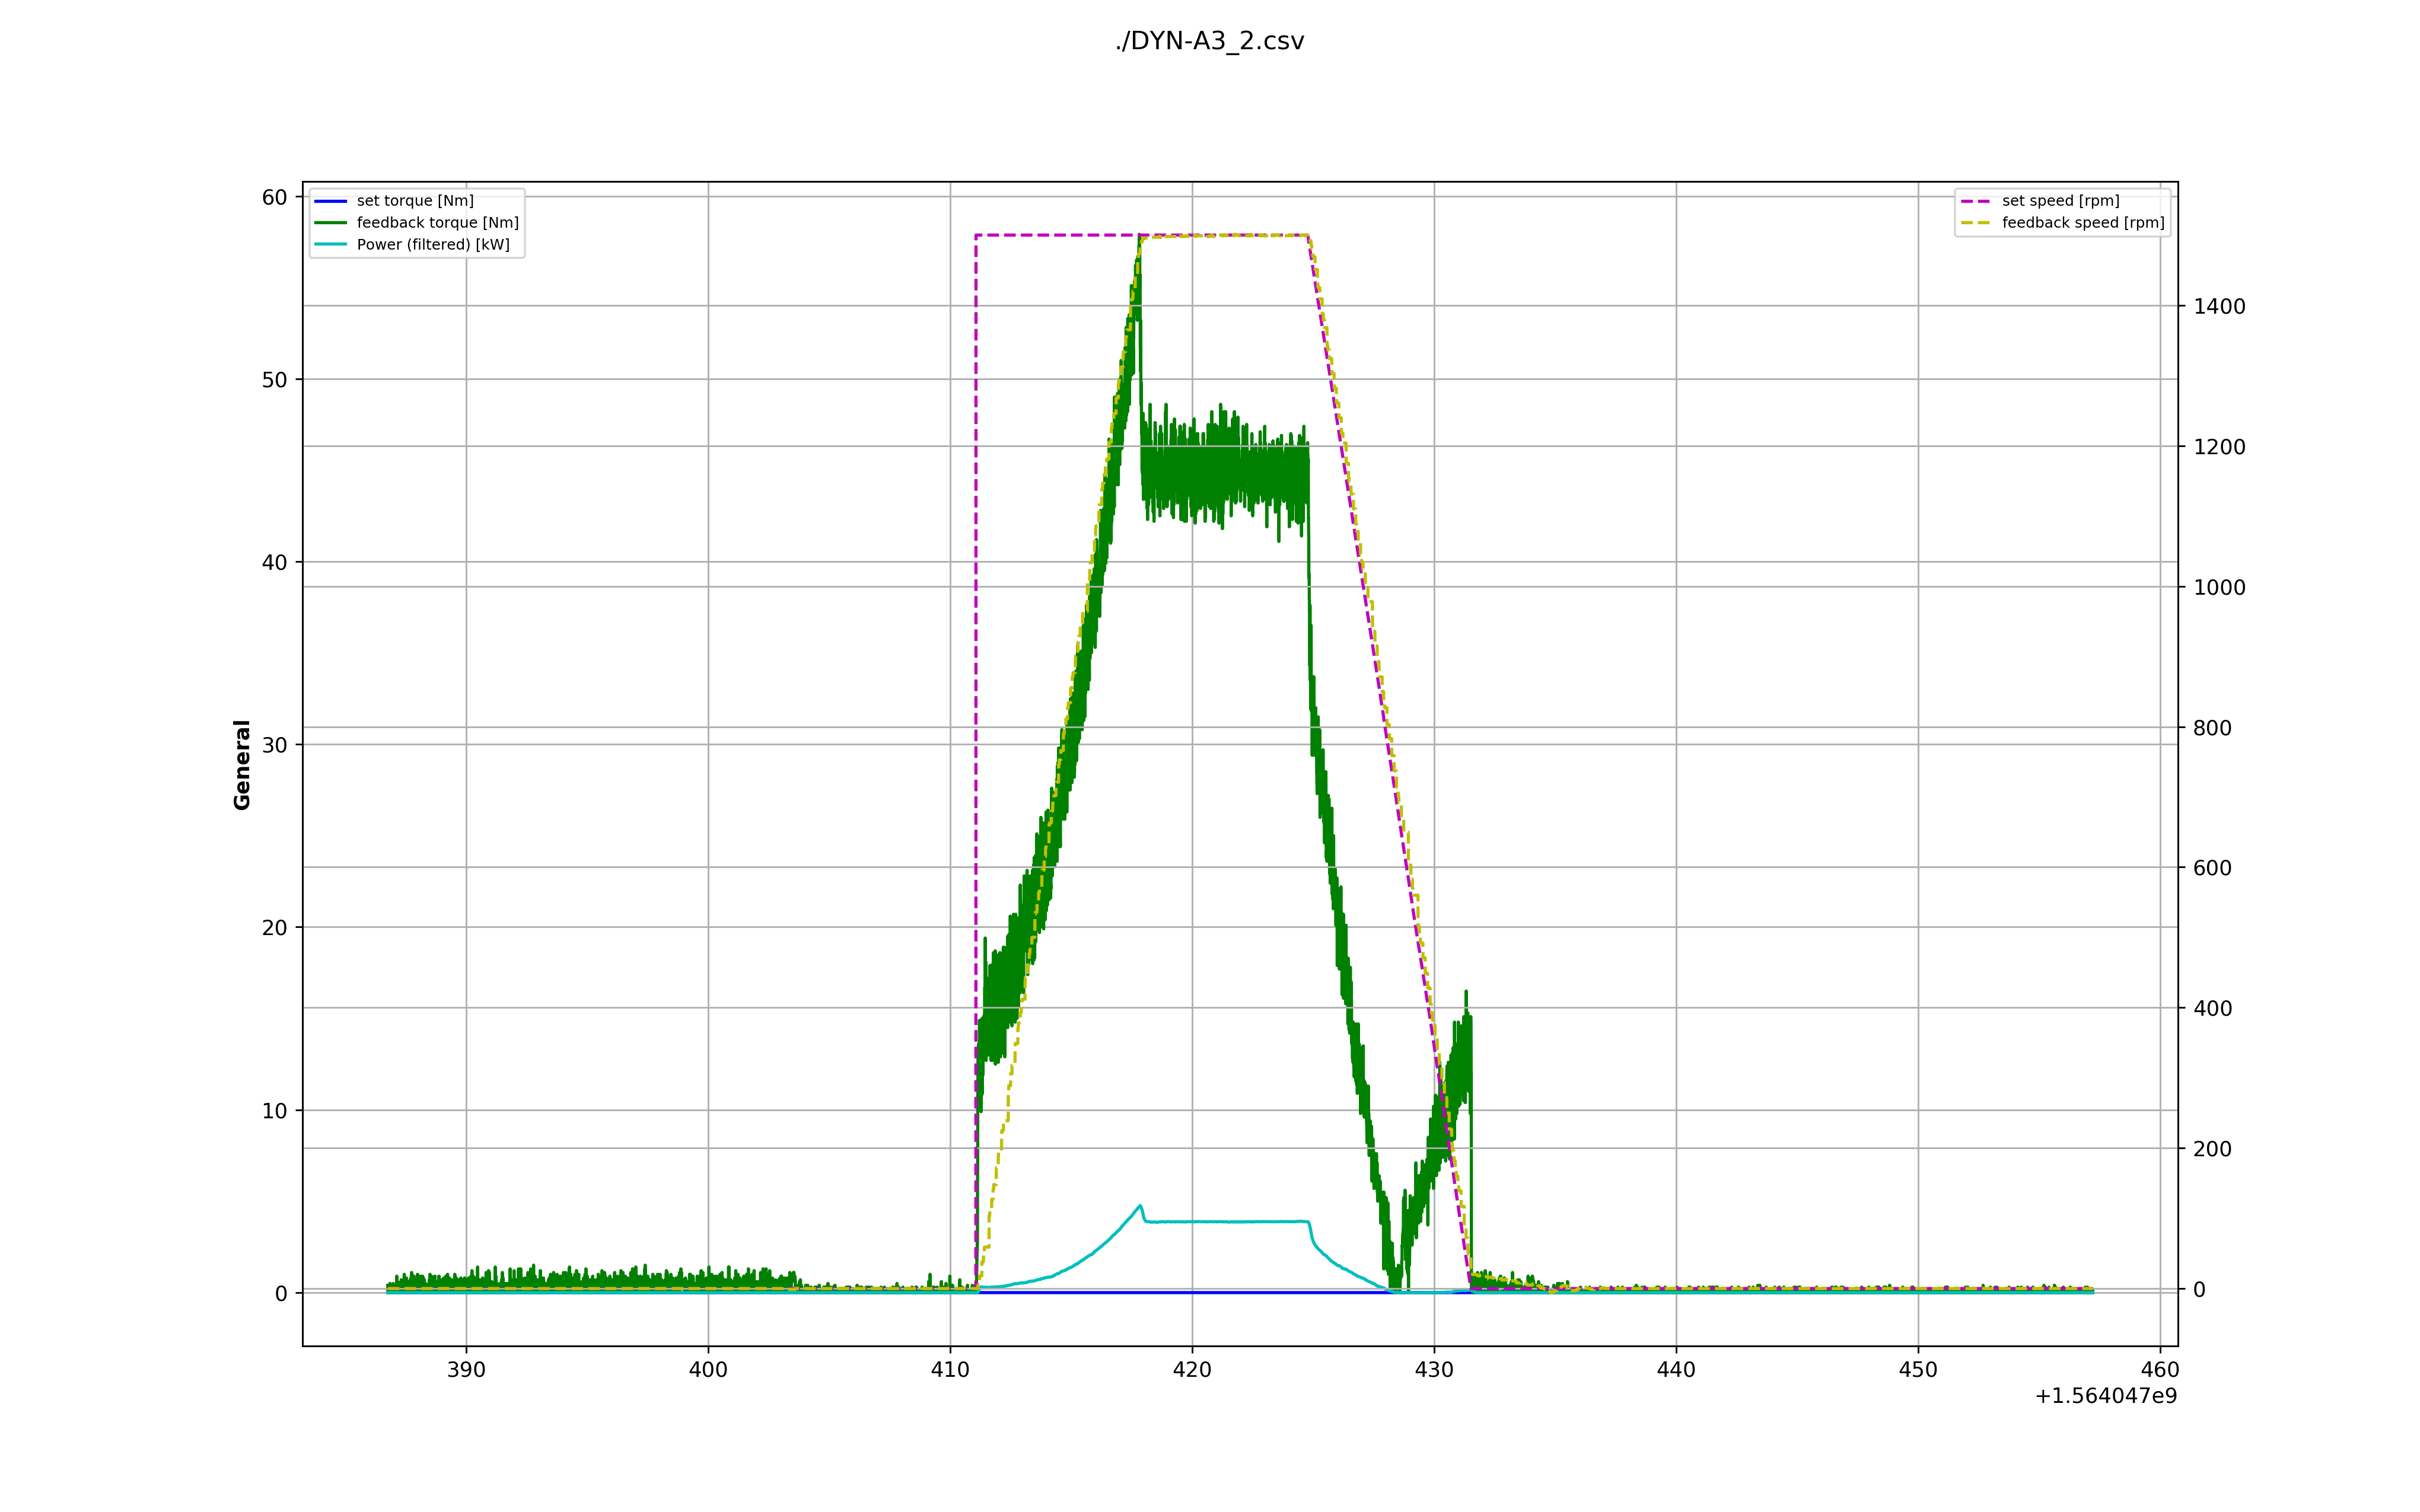 ./DYN-A3_2.csv
set torque [Nm]
feedback torque [Nm]
Power (filtered) [kW]
set speed [rpm]
feedback speed [rpm]
General
60
50
40
30
20
10
0
1400
1200
1000
800
600
400
200
0
390 400 410 420 430 440 450 460
+1.564047e9